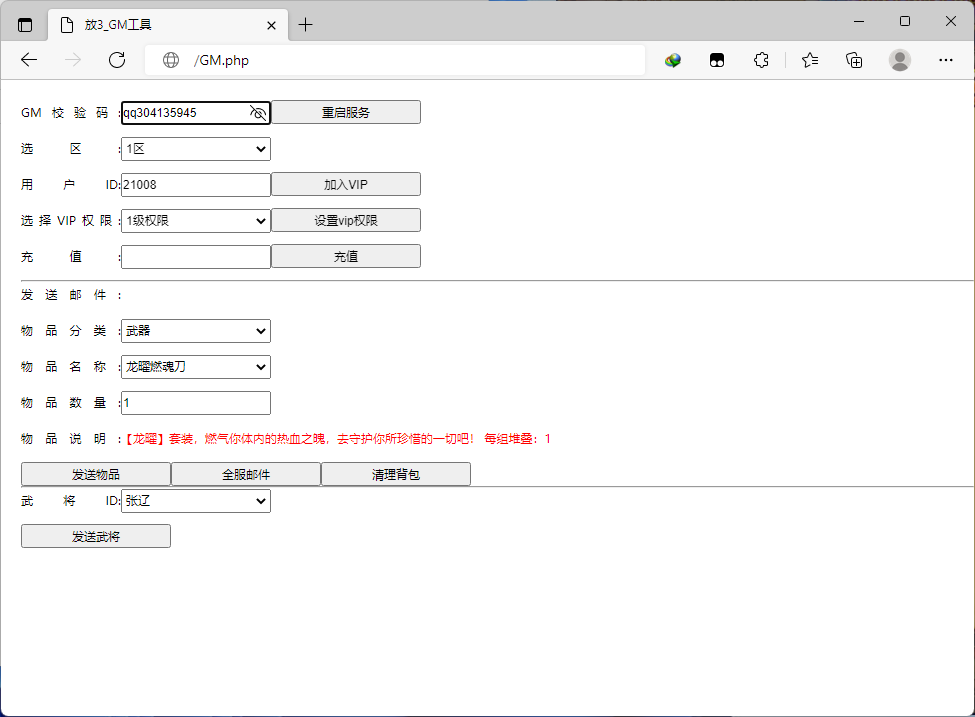 放3_GM工具
/GM.php
GM 校 验 码 :qq304135945 重启服务
选 区 :1区
用 户 ID:21008 加入VIP
选 择 VIP 权 限 :1级权限 设置vip权限
充 值 : 充值
发 送 邮 件 :
物 品 分 类 :武器
物 品 名 称 :龙曜燃魂刀
物 品 数 量 :1
物 品 说 明 :【龙曜】套装，燃气你体内的热血之魄，去守护你所珍惜的一切吧！ 每组堆叠：1
发送物品 全服邮件 清理背包
武 将 ID:张辽
发送武将